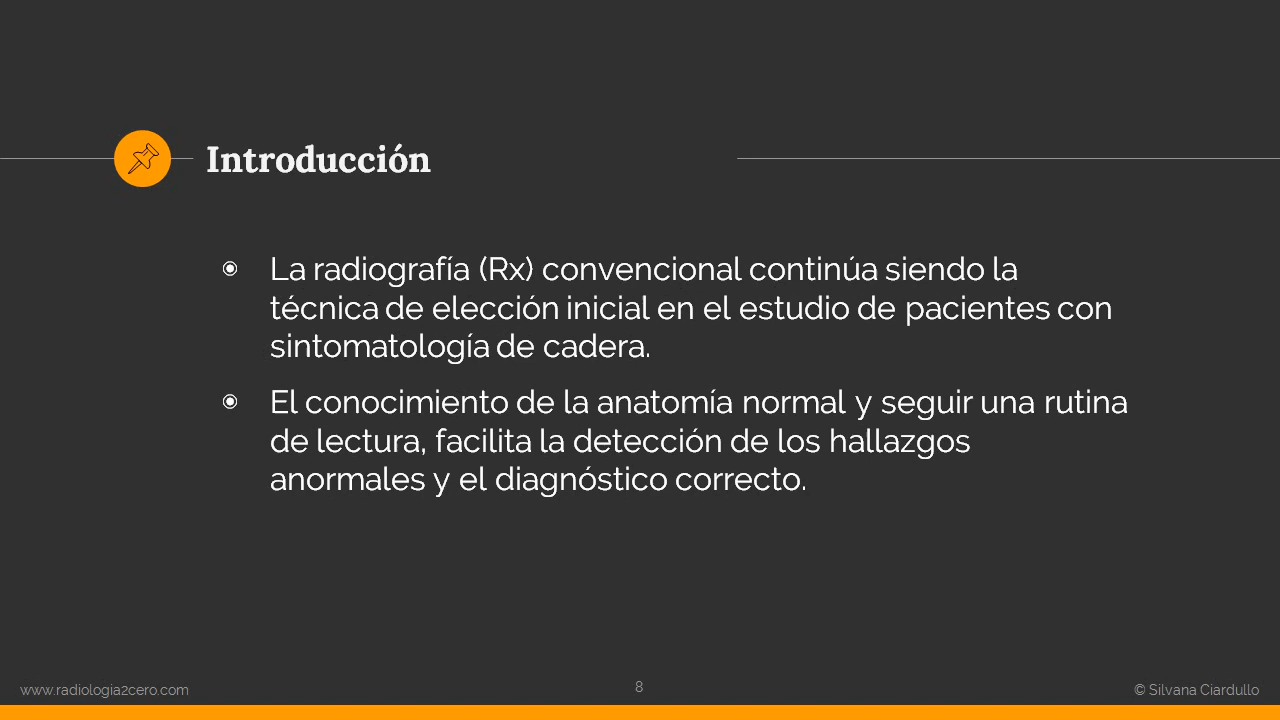 Introducción
La radiografía (Rx) convencional continúa siendo la
técnica de elección inicial en el estudio de pacientes con
sintomatología de cadera.
El conocimiento de la anatomía normal y seguir una rutina
de lectura, facilita la detección de los hallazgos
anormales y el diagnóstico correcto.
www.radiologia2cero.com
8
© Silvana Ciardullo